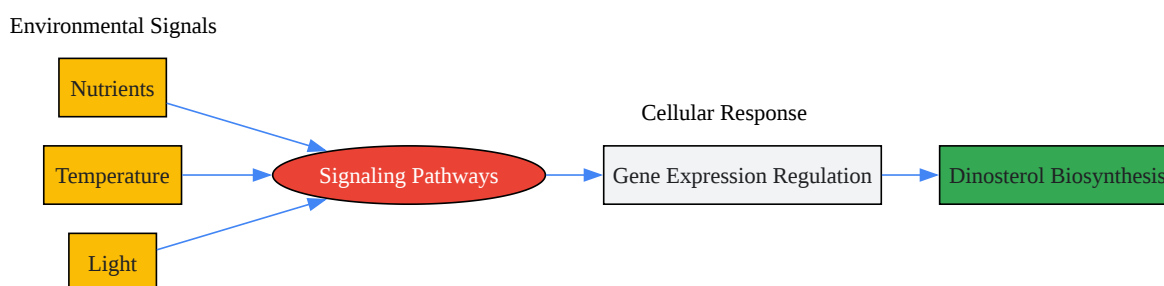 Environmental Signals
Nutrients
Cellular Response
Temperature
Signaling Pathways
Gene Expression Regulation
Dinosterol Biosynthesis
Light